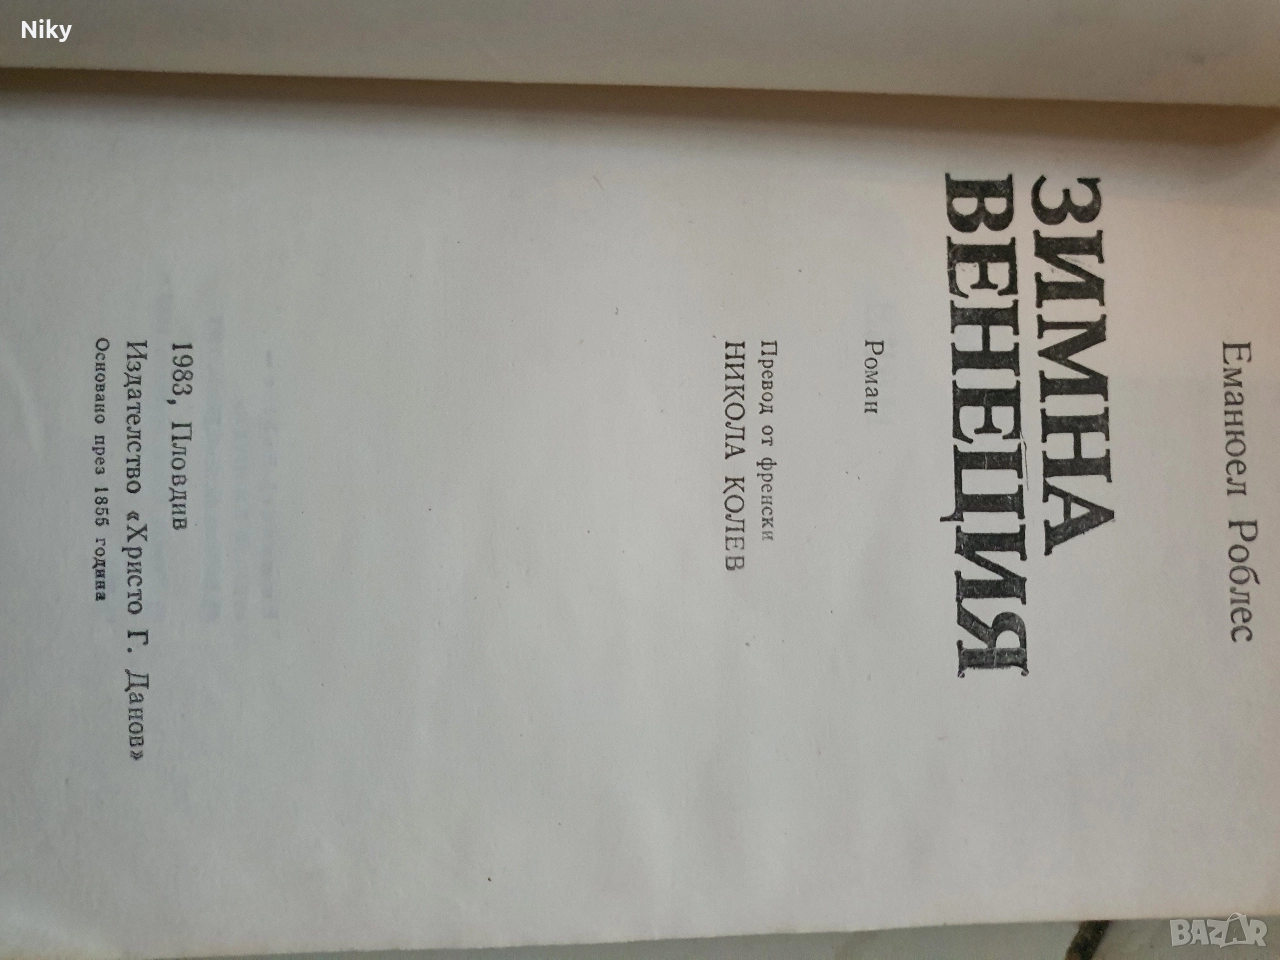 Niky
Еманюел Роблес
ЗИМНА
ВЕНЕЦИЯ
Роман
Превод от френски
НИКОЛА КОЛЕВ
1983, Пловдив
Издателство «Христо Г. Данов»
Основано през 1855 година
BAZAR